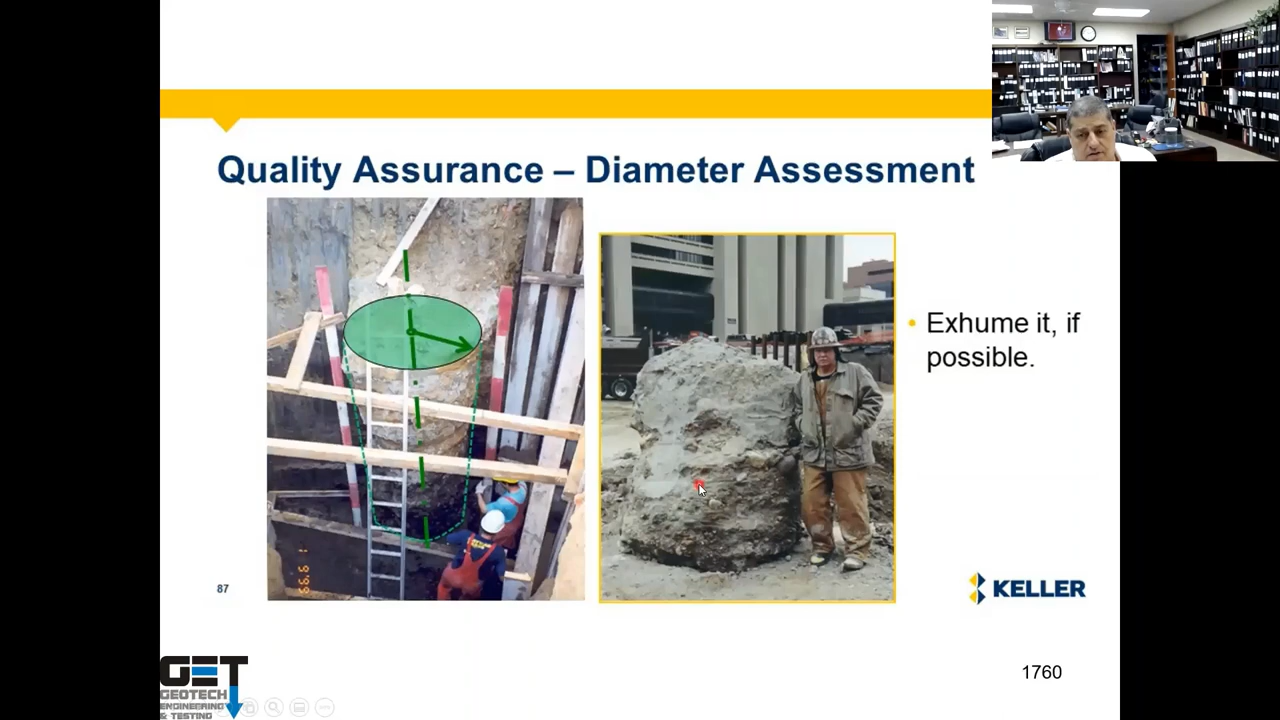 Quality Assurance – Diameter Assessment
• Exhume it, if
possible.
87
KELLER
GET
GEOTECH
ENGINEERING
& TESTING
1760